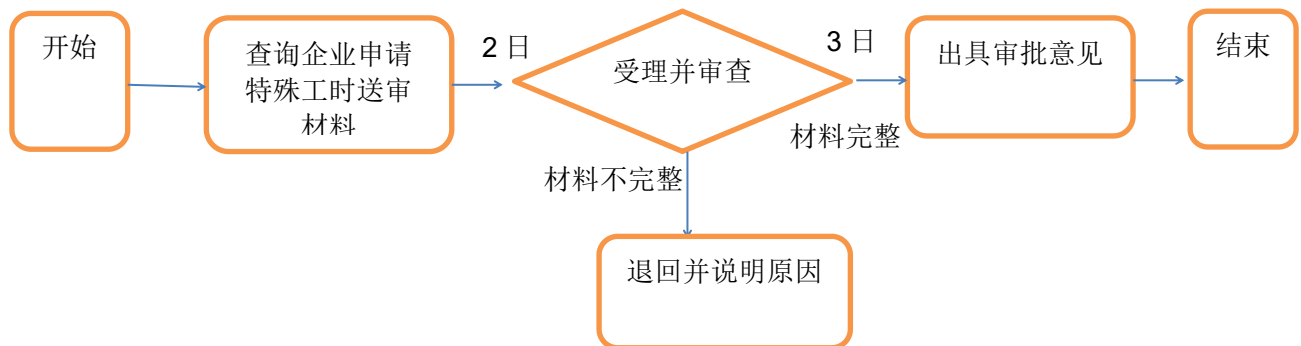 开始
查询企业申请
特殊工时送审
材料
2 日
受理并审查
3 日
出具审批意见
结束
材料完整
材料不完整
退回并说明原因